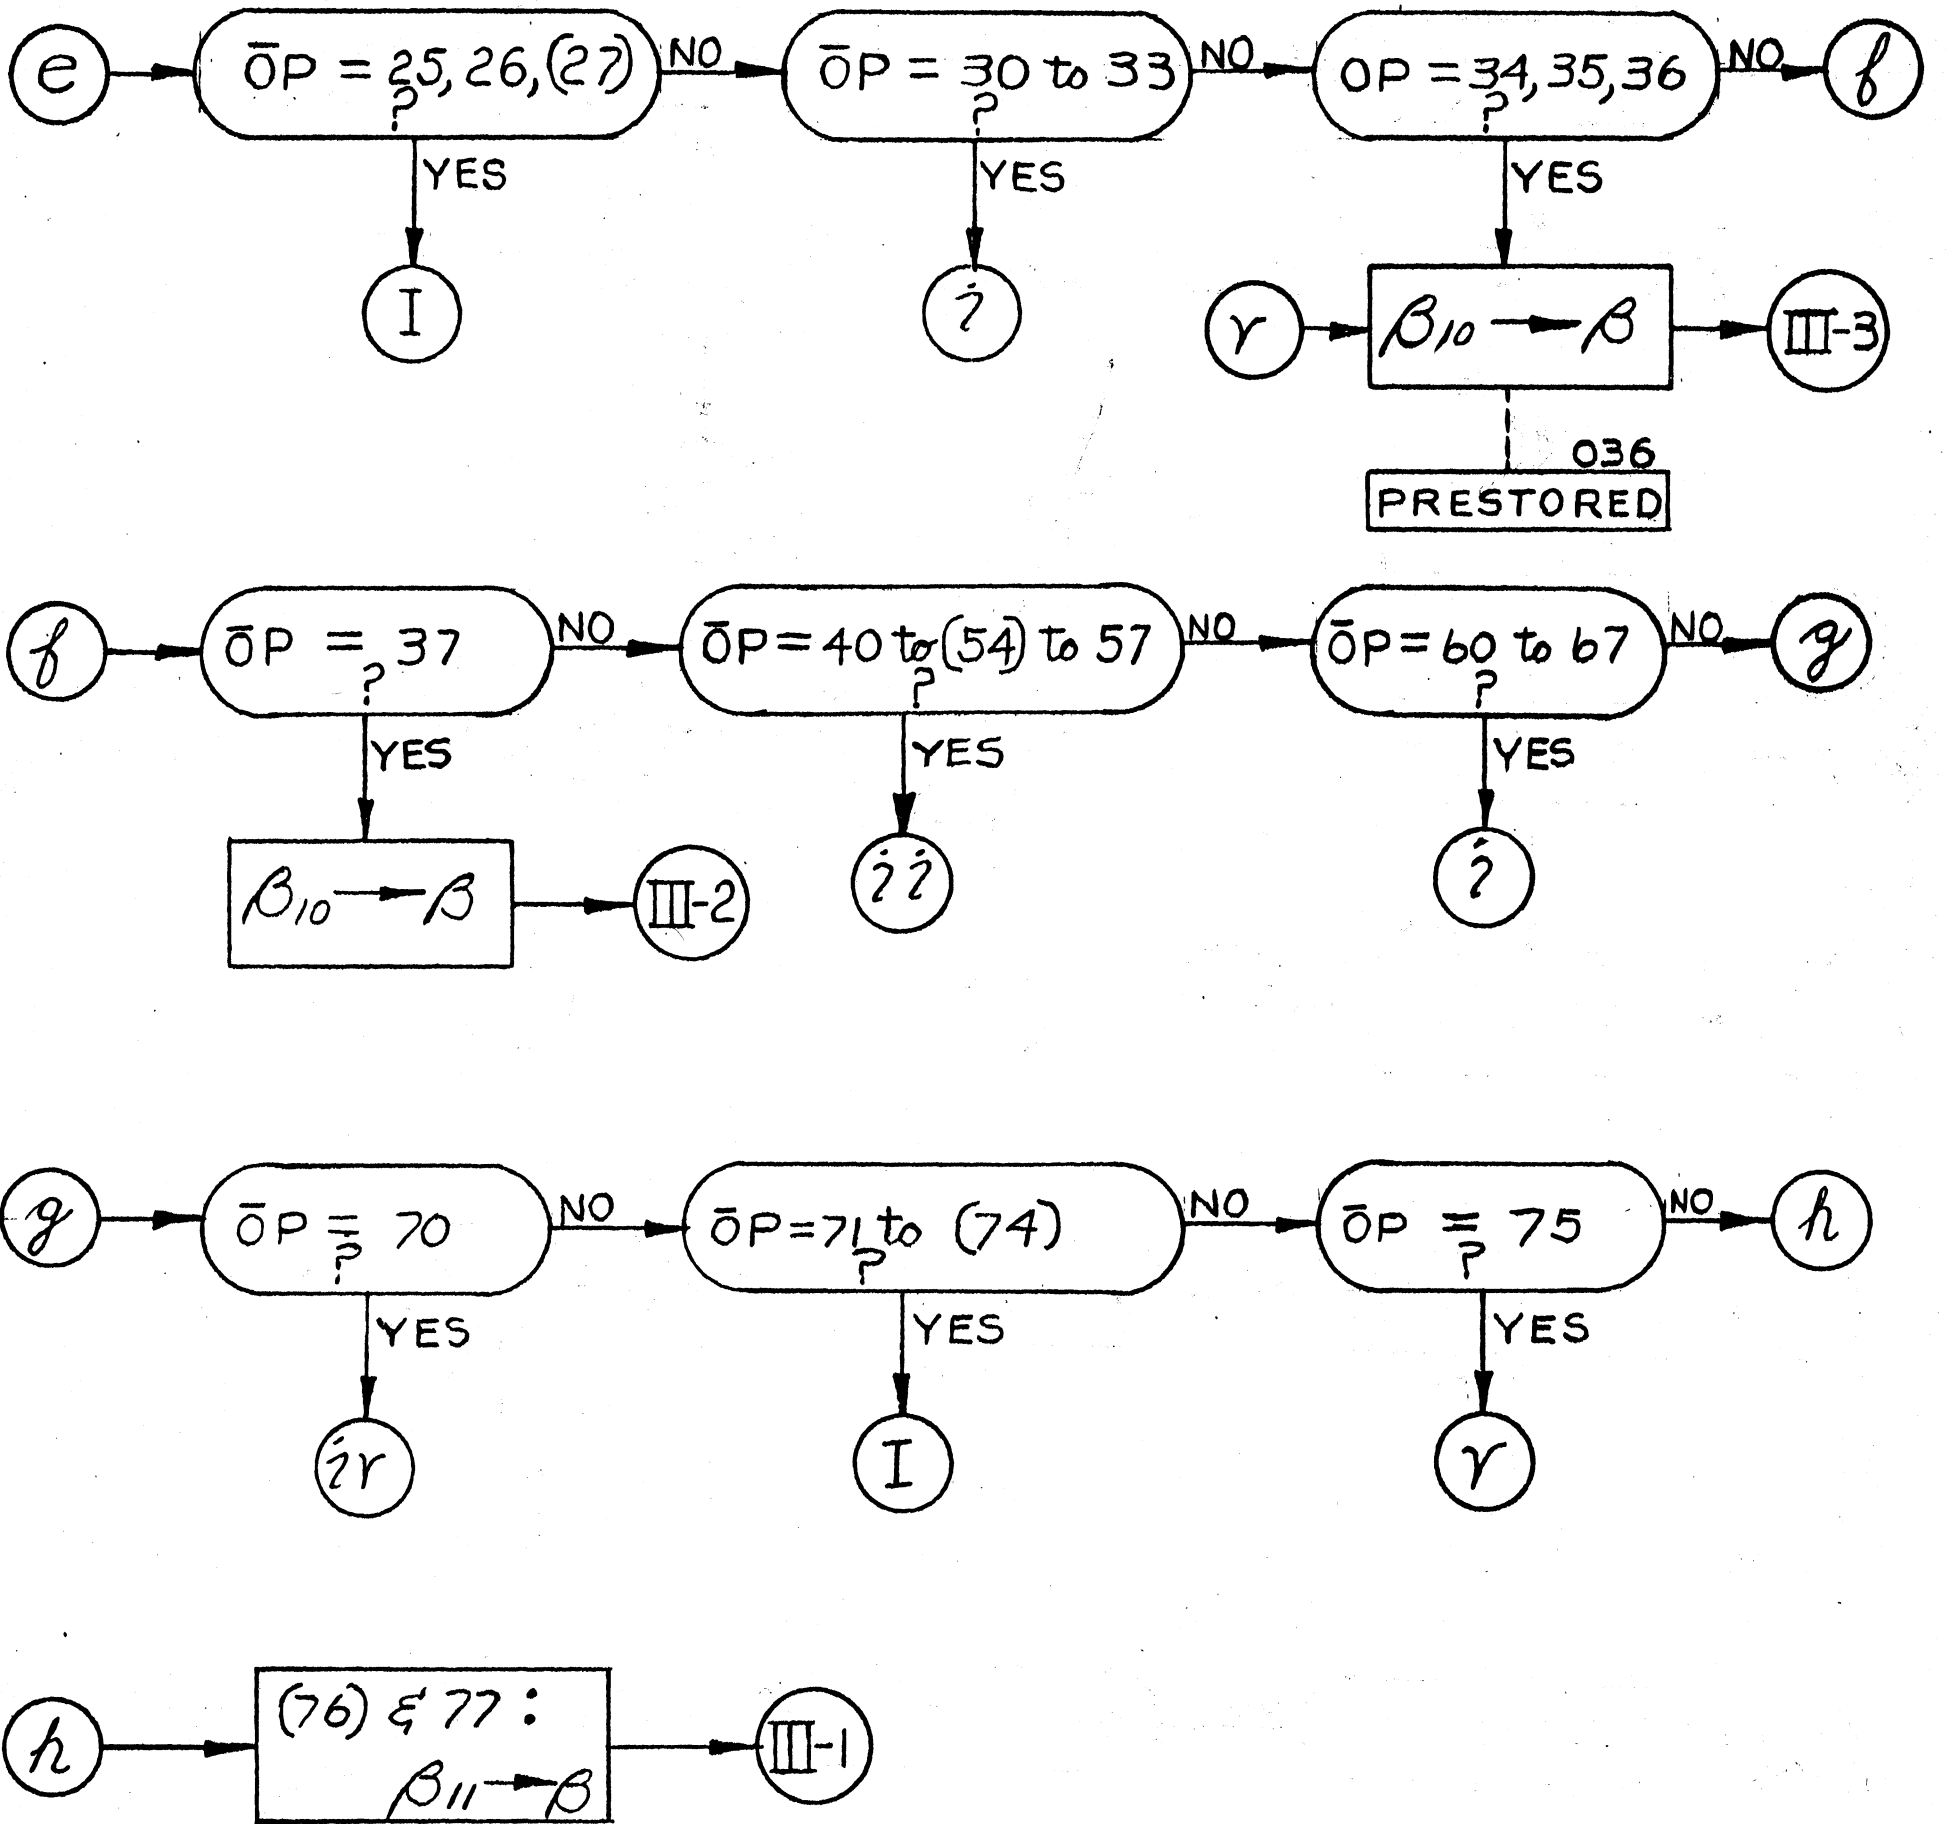 e
ŌP = 25, 26, (27)
?
NO
ŌP = 30 to 33
?
NO
OP = 34, 35, 36
?
NO
f
YES
YES
YES
I
i
r
β10 → β
III-3
036
PRESTORED
f
ŌP = 37
?
NO
ŌP = 40 to (54) to 57
?
NO
ŌP = 60 to 67
?
NO
g
YES
YES
YES
β10 → β
III-2
ii
i
g
ŌP = 70
?
NO
ŌP = 71 to (74)
?
NO
ŌP = 75
?
NO
h
YES
YES
YES
ir
I
r
h
(76) & 77 :
β11 → β
III-1